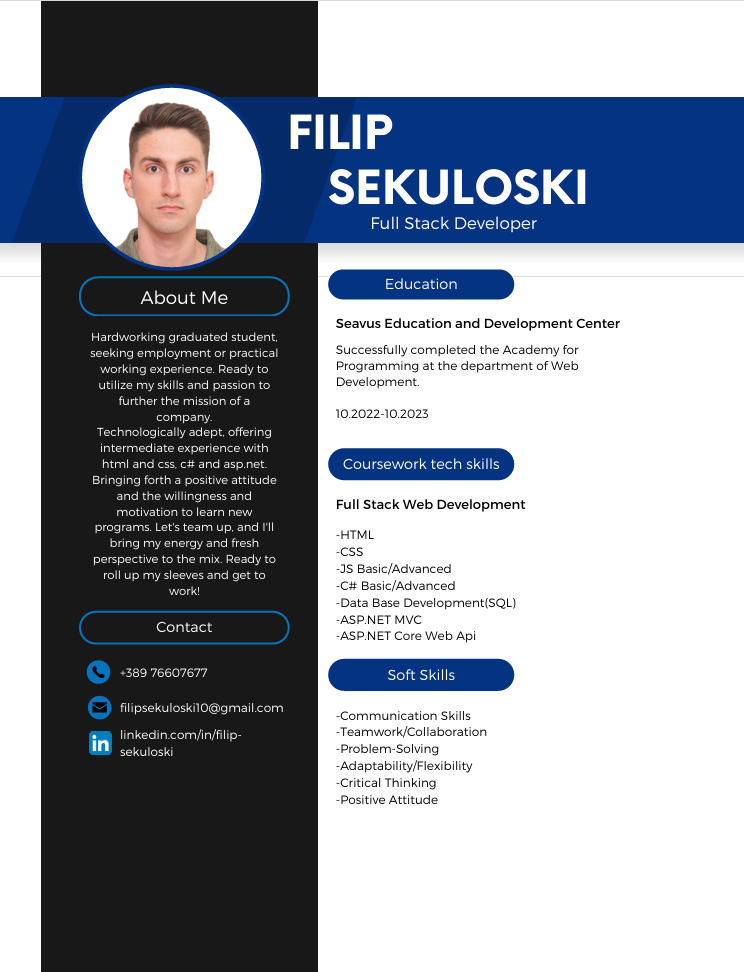 FILIP
SEKULOSKI
Full Stack Developer
About Me
Hardworking graduated student,
seeking employment or practical
working experience. Ready to
utilize my skills and passion to
further the mission of a
company.
Technologically adept, offering
intermediate experience with
html and css, c# and asp.net.
Bringing forth a positive attitude
and the willingness and
motivation to learn new
programs. Let's team up, and I'll
bring my energy and fresh
perspective to the mix. Ready to
roll up my sleeves and get to
work!
Contact
+389 76607677
filipsekuloski10@gmail.com
in
linkedin.com/in/filip-
sekuloski
Education
Seavus Education and Development Center
Successfully completed the Academy for
Programming at the department of Web
Development.
10.2022-10.2023
Coursework tech skills
Full Stack Web Development
-HTML
-CSS
-JS Basic/Advanced
-C# Basic/Advanced
-Data Base Development(SQL)
-ASP.NET MVC
-ASP.NET Core Web Api
Soft Skills
-Communication Skills
-Teamwork/Collaboration
-Problem-Solving
-Adaptability/Flexibility
-Critical Thinking
-Positive Attitude